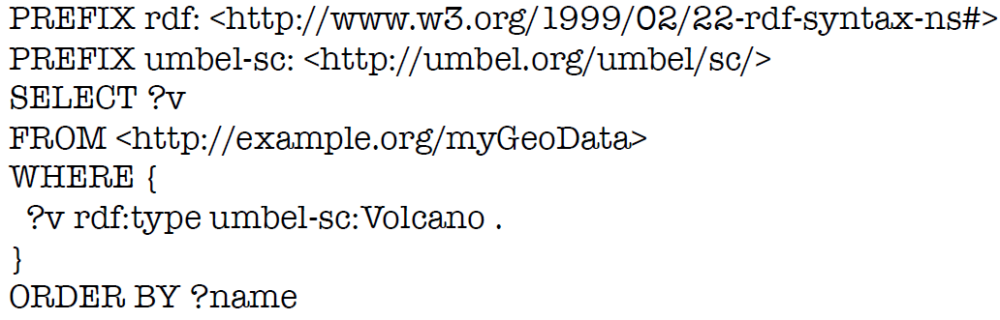 PREFIX rdf: <http://www.w3.org/1999/02/22-rdf-syntax-ns#>
PREFIX umbel-sc: <http://umbel.org/umbel/sc/>
SELECT ?v
FROM <http://example.org/myGeoData>
WHERE {
?v rdf:type umbel-sc:Volcano .
}
ORDER BY ?name